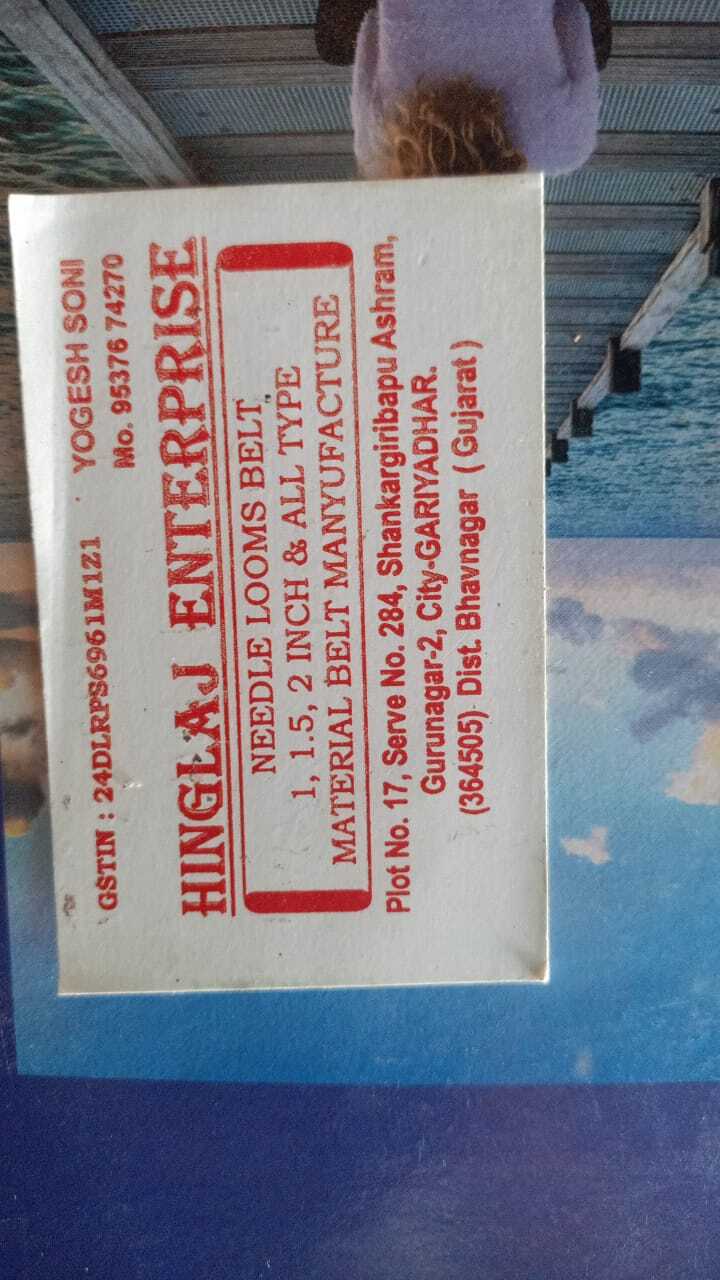 GSTIN : 24DLRPS6961M1Z1 YOGESH SONI
Mo. 95376 74270
HINGLAJ ENTERPRISE
NEEDLE LOOMS BELT
1, 1.5, 2 INCH & ALL TYPE
MATERIAL BELT MANYUFACTURE
Plot No. 17, Serve No. 284, Shankargiribapu Ashram,
Gurunagar-2, City-GARIYADHAR.
(364505) Dist. Bhavnagar ( Gujarat )